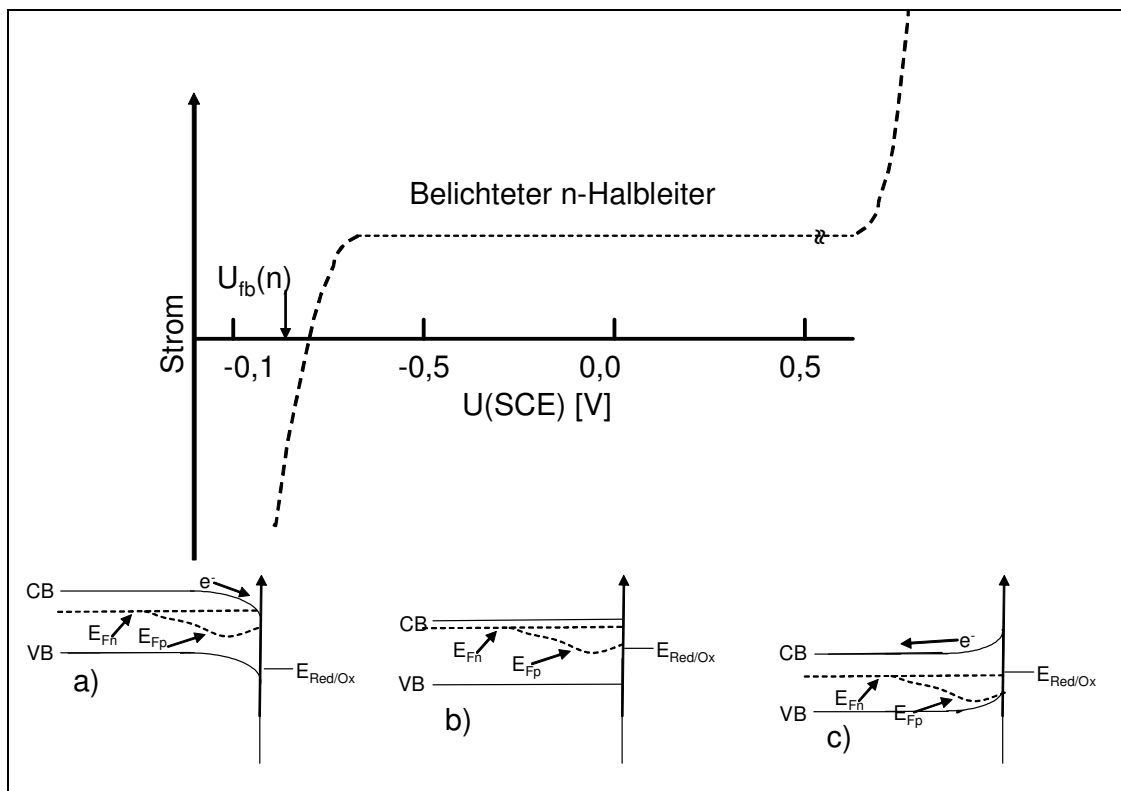 Belichteter n-Halbleiter
U_fb(n)
Strom
-0,1 -0,5 0,0 0,5
U(SCE) [V]
CB
e-
E_Fn
E_Fp
VB
E_Red/Ox
a)
CB
E_Fn
E_Fp
E_Red/Ox
VB
b)
e-
CB
E_Red/Ox
E_Fn
E_Fp
VB
c)